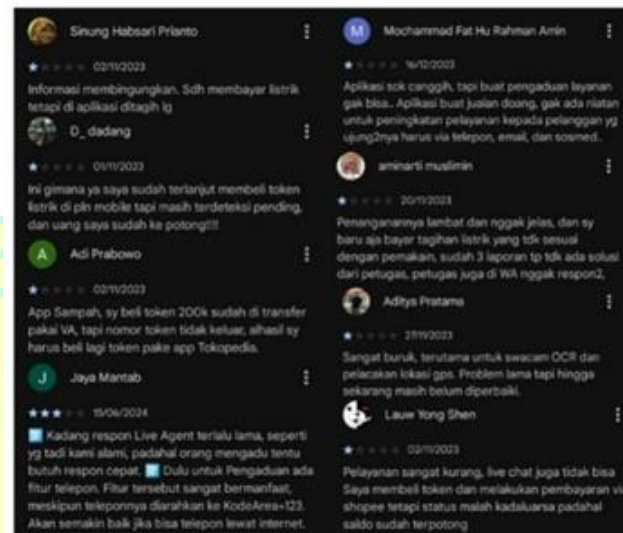 Sinung Habsari Prianto
02/11/2023
Informasi membingungkan. Sdh membayar listrik
tetapi di aplikasi ditagih lg
D_ dadang
01/11/2023
Ini gimana ya saya sudah terlanjut membeli token
listrik di pln mobile tapi masih terdeteksi pending,
dan uang saya sudah ke potong!!!!
A
Adi Prabowo
02/11/2023
App Sampah, sy beli token 200k sudah di transfer
pakai VA, tapi nomor token tidak keluar, alhasil sy
harus beli lagi token pake app Tokopedia.
J
Jaya Mantab
15/06/2024
Kadang respon Live Agent terlalu lama, seperti
yg tadi kami alami, padahal orang mengadu tentu
butuh respon cepat. Dulu untuk Pengaduan ada
fitur telepon. Fitur tersebut sangat bermanfaat,
meskipun teleponnya diarahkan ke KodeArea+123.
Akan semakin baik jika bisa telepon lewat internet.
M
Mochammad Fat Hu Rahman Amin
16/12/2023
Aplikasi sok canggih, tapi buat pengaduan layanan
gak bisa.. Aplikasi buat jualan doang, gak ada niatan
untuk peningkatan pelayanan kepada pelanggan yg
ujung2nya harus via telepon, email, dan sosmed..
aminarti muslimin
20/11/2023
Penanganannya lambat dan nggak jelas, dan sy
baru aja bayar tagihan listrik yang tdk sesuai
dengan pemakain, sudah 3 laporan tp tdk ada solusi
dari petugas, petugas juga di WA nggak respon2,
Aditya Pratama
27/11/2023
Sangat buruk, terutama untuk swacam OCR dan
pelacakan lokasi gps. Problem lama tapi hingga
sekarang masih belum diperbaiki.
Lauw Yong Shen
02/11/2023
Pelayanan sangat kurang, live chat juga tidak bisa
Saya membeli token dan melakukan pembayaran vi
shopee tetapi status malah kadaluarsa padahal
saldo sudah terpotong